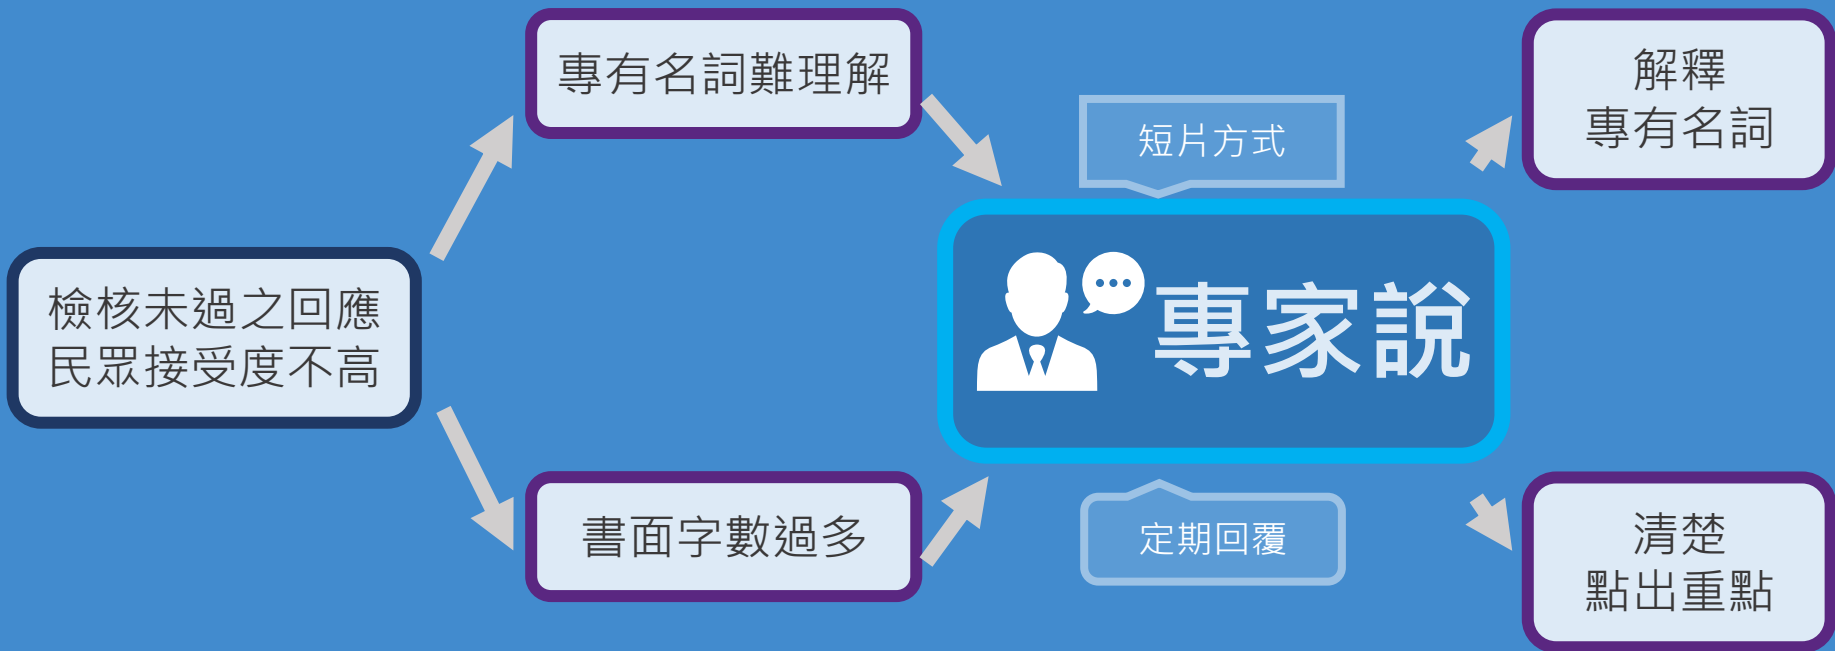 檢核未過之回應
民眾接受度不高
專有名詞難理解
書面字數過多
短片方式
專家說
定期回覆
解釋
專有名詞
清楚
點出重點